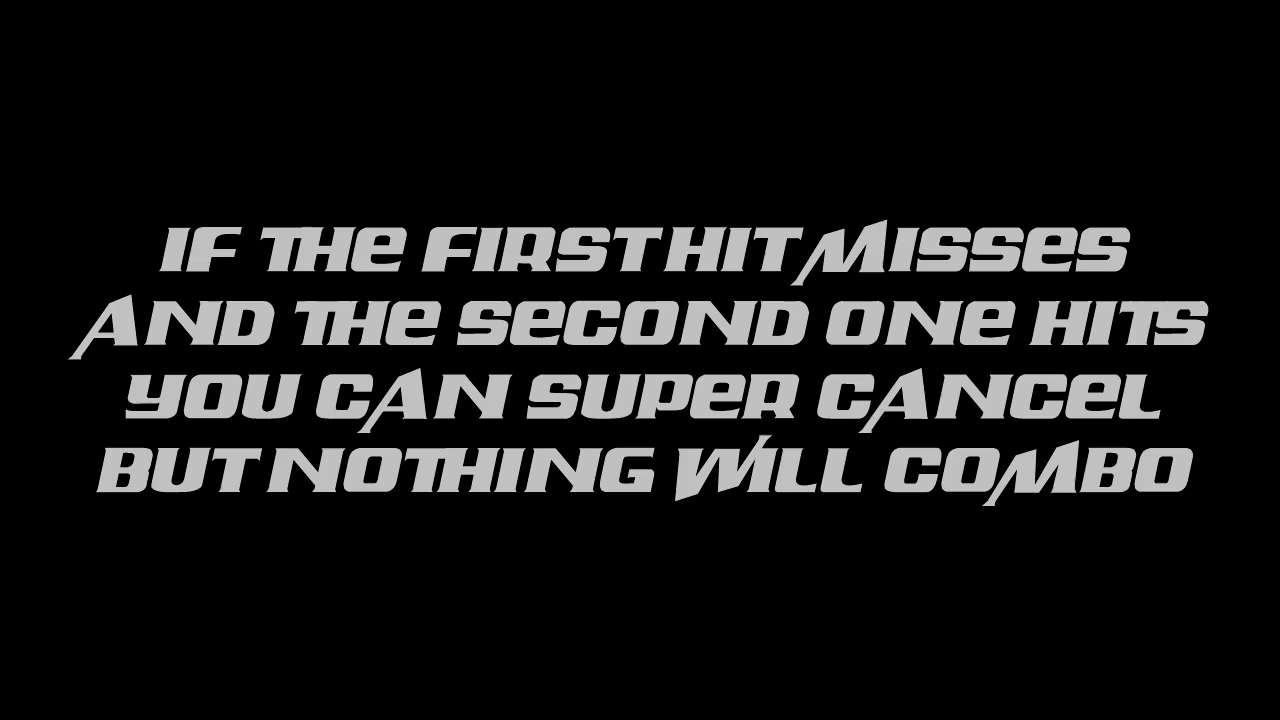 IF THE FIRST HIT MISSES
AND THE SECOND ONE HITS
YOU CAN SUPER CANCEL
BUT NOTHING WILL COMBO